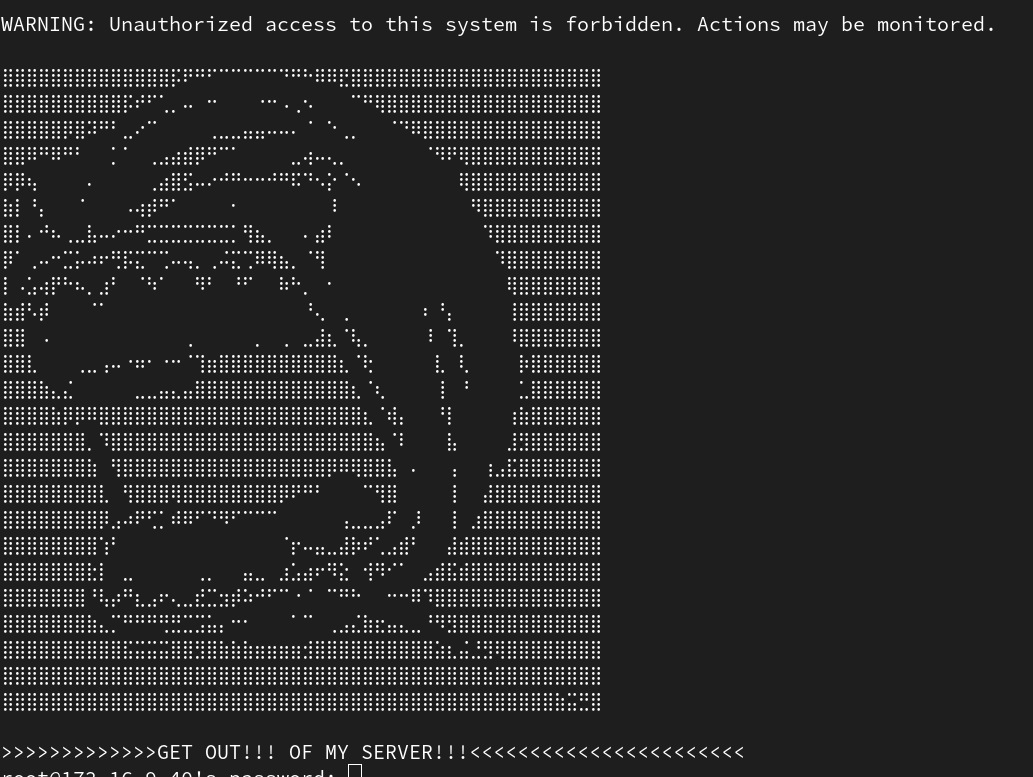 WARNING: Unauthorized access to this system is forbidden. Actions may be monitored.
>>>>>>>>>>>>>GET OUT!!! OF MY SERVER!!!<<<<<<<<<<<<<<<<<<<<<<<
root@172.16.9.40's password: